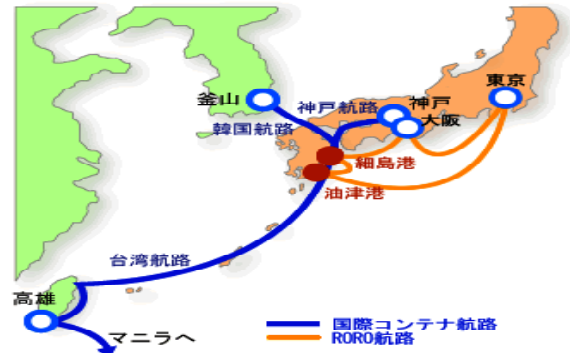 東京
釜山
神戸航路
神戸
大阪
韓国航路
細島港
油津港
台湾航路
高雄
マニラへ
国際コンテナ航路
RORO航路